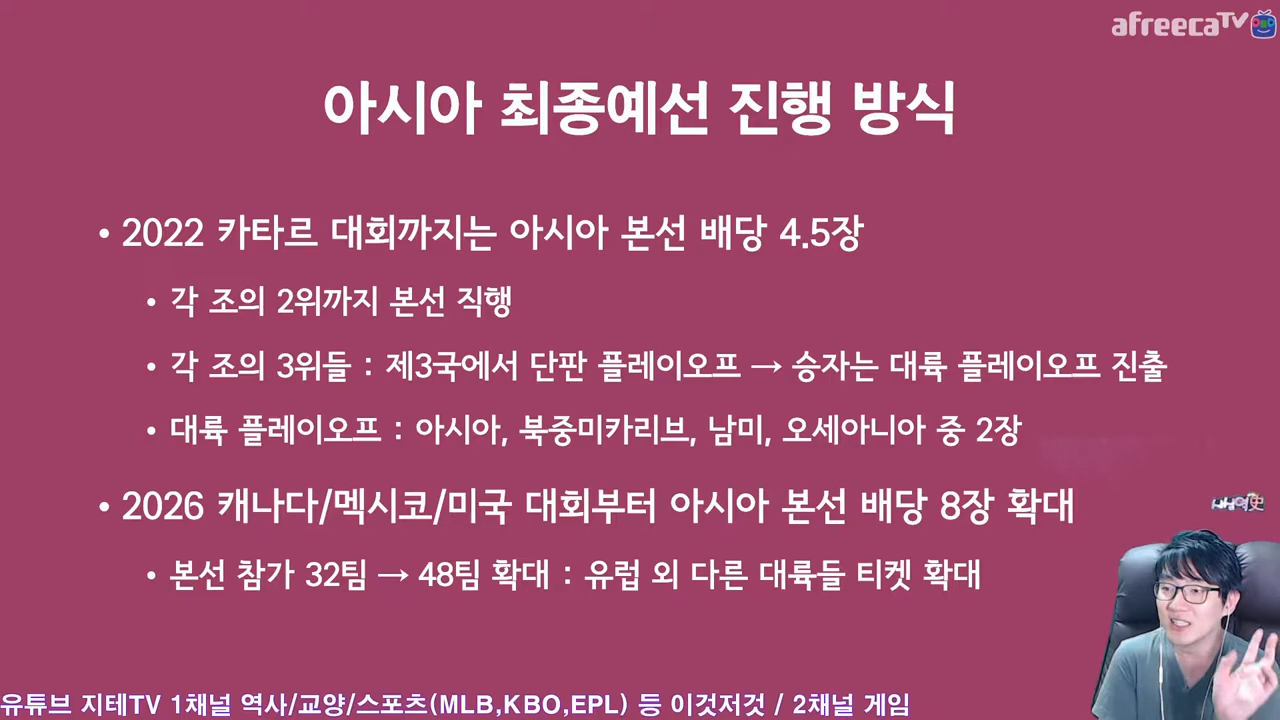 afreecaTV
아시아 최종예선 진행 방식
• 2022 카타르 대회까지는 아시아 본선 배당 4.5장
• 각 조의 2위까지 본선 직행
• 각 조의 3위들 : 제3국에서 단판 플레이오프 → 승자는 대륙 플레이오프 진출
• 대륙 플레이오프 : 아시아, 북중미카리브, 남미, 오세아니아 중 2장
• 2026 캐나다/멕시코/미국 대회부터 아시아 본선 배당 8장 확대
• 본선 참가 32팀 → 48팀 확대 : 유럽 외 다른 대륙들 티켓 확대
유튜브 지테TV 1채널 역사/교양/스포츠(MLB,KBO,EPL) 등 이것저것 / 2채널 게임